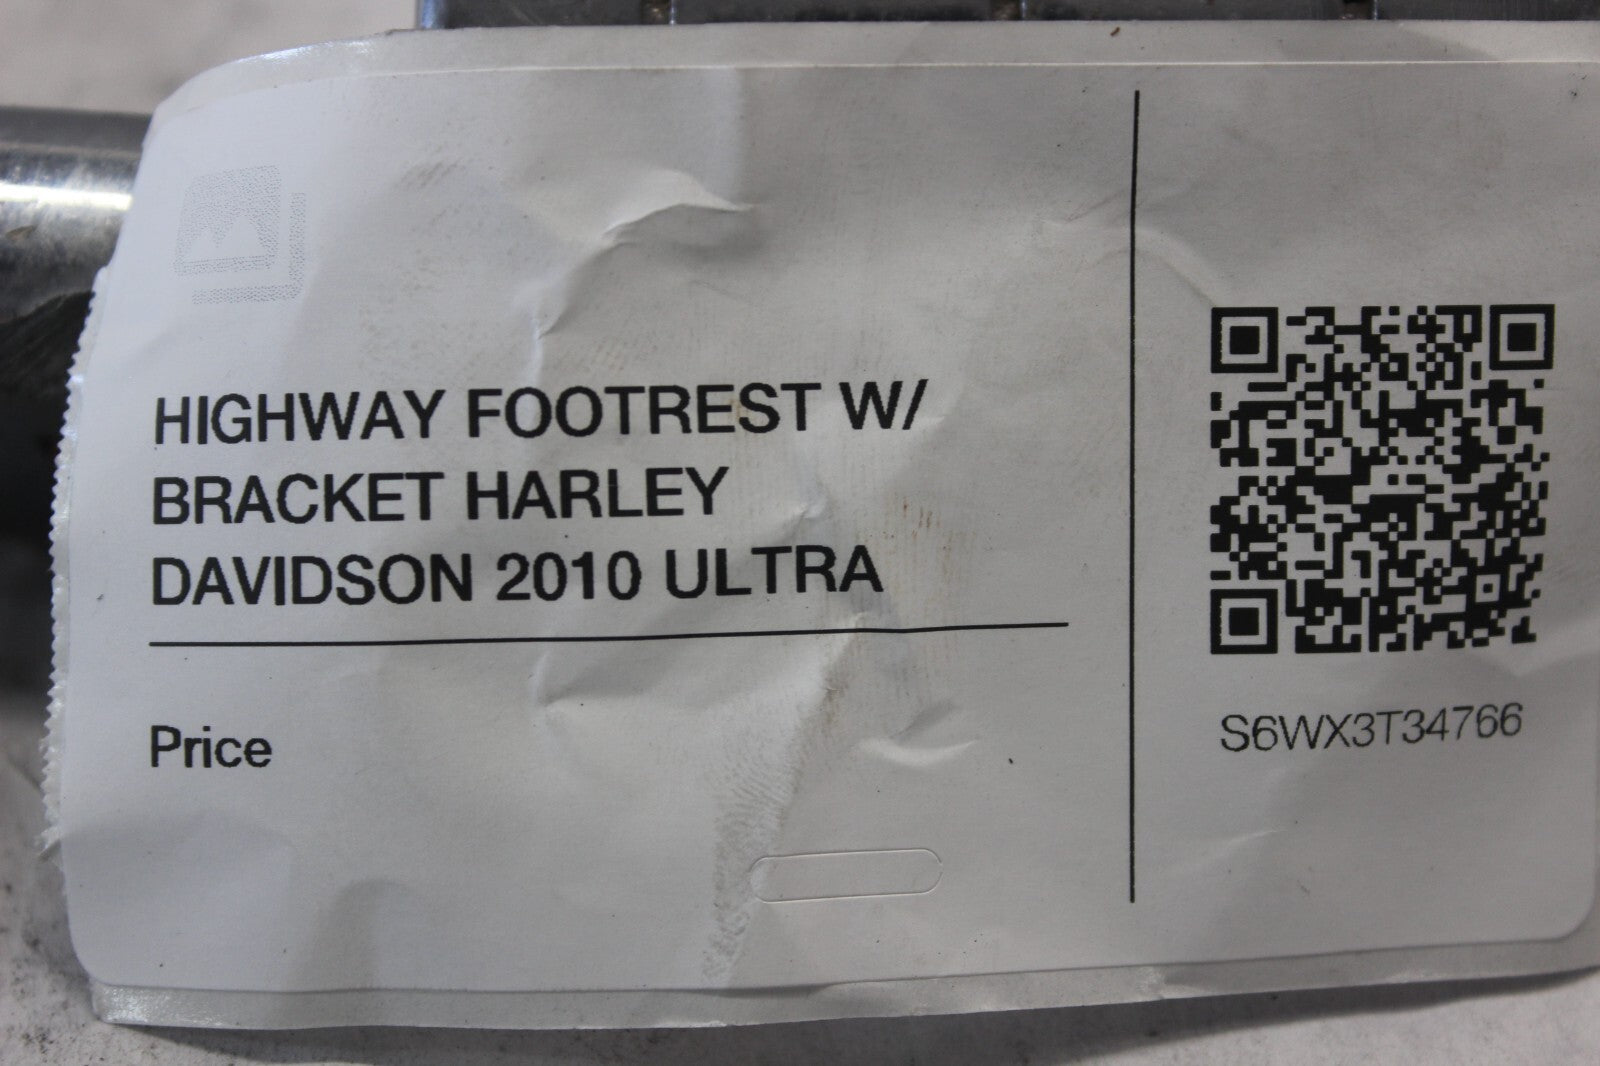 HIGHWAY FOOTREST W/
BRACKET HARLEY
DAVIDSON 2010 ULTRA
Price
S6WX3T34766